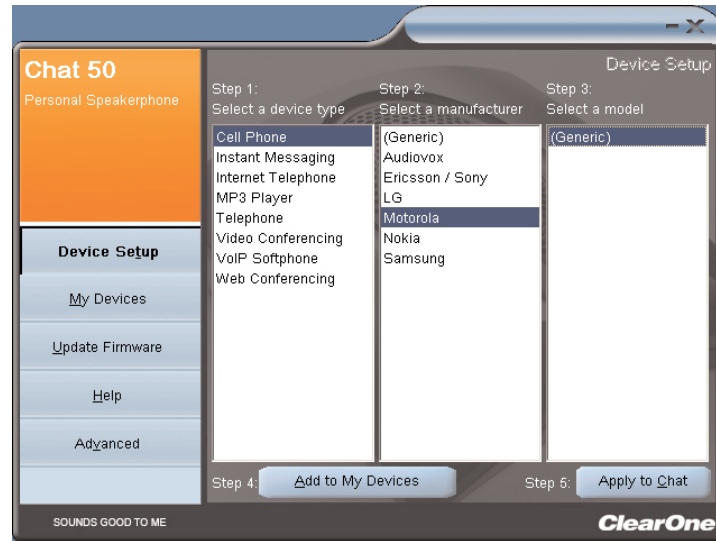 Chat 50
Personal Speakerphone
Device Setup
My Devices
Update Firmware
Help
Advanced
SOUNDS GOOD TO ME
Device Setup
Step 1:
Select a device type
Cell Phone
Instant Messaging
Internet Telephone
MP3 Player
Telephone
Video Conferencing
VoIP Softphone
Web Conferencing
Step 2:
Select a manufacturer
(Generic)
Audiovox
Ericsson / Sony
LG
Motorola
Nokia
Samsung
Step 3:
Select a model
(Generic)
Step 4:
Add to My Devices
Step 5:
Apply to Chat
ClearOne